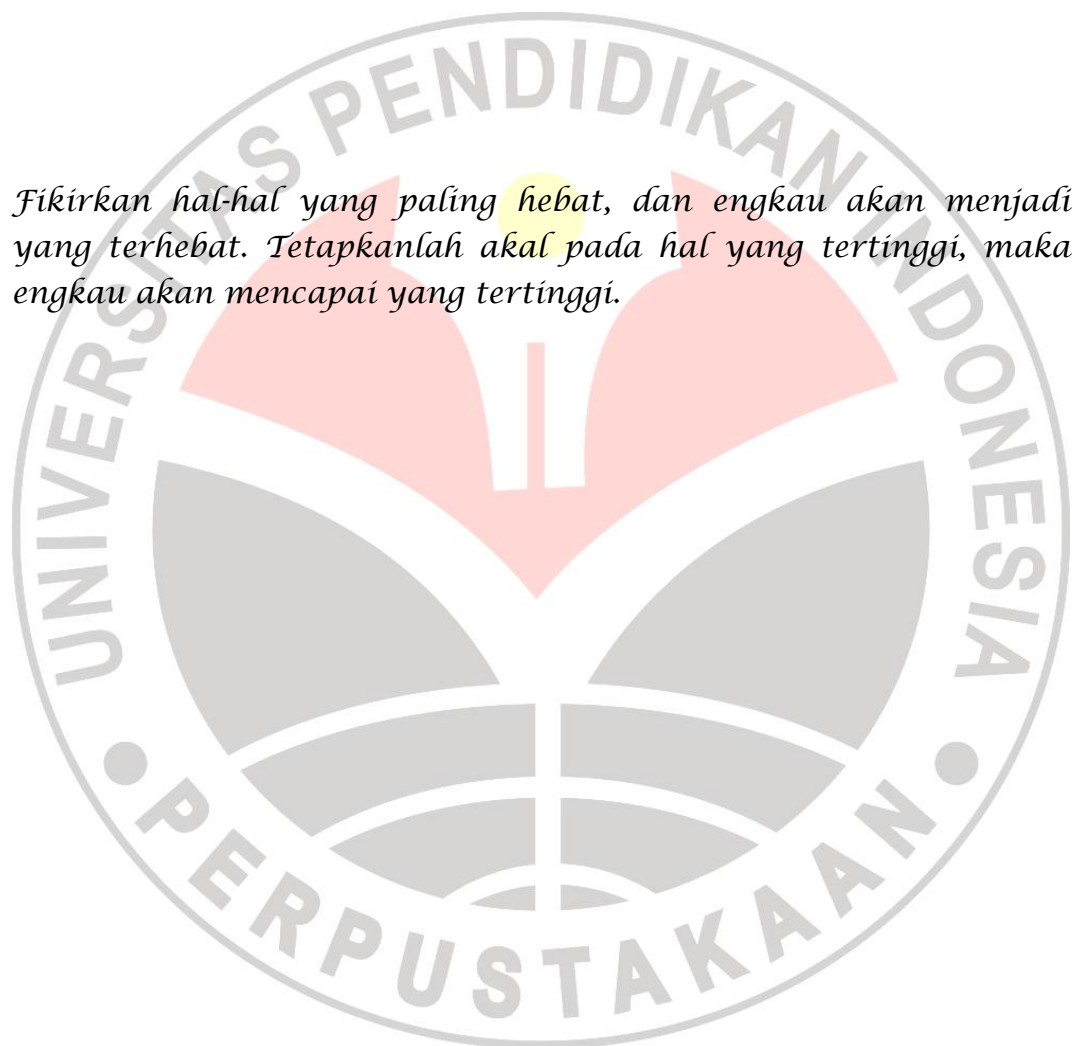 UNIVERSITAS PENDIDIKAN INDONESIA
Fikirkan hal-hal yang paling hebat, dan engkau akan menjadi
yang terhebat. Tetapkanlah akal pada hal yang tertinggi, maka
engkau akan mencapai yang tertinggi.
PERPUSTAKAAN